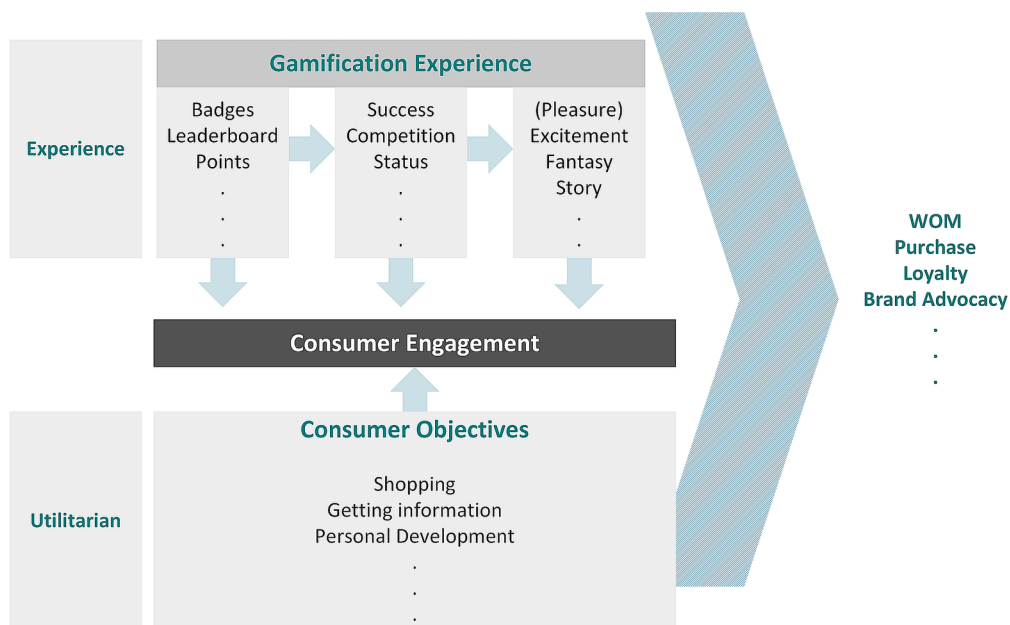 Gamification Experience
Experience
Badges
Leaderboard
Points
.
.
.
Success
Competition
Status
.
.
.
(Pleasure)
Excitement
Fantasy
Story
.
.
Consumer Engagement
Utilitarian
Consumer Objectives
Shopping
Getting information
Personal Development
.
.
.
WOM
Purchase
Loyalty
Brand Advocacy
.
.
.